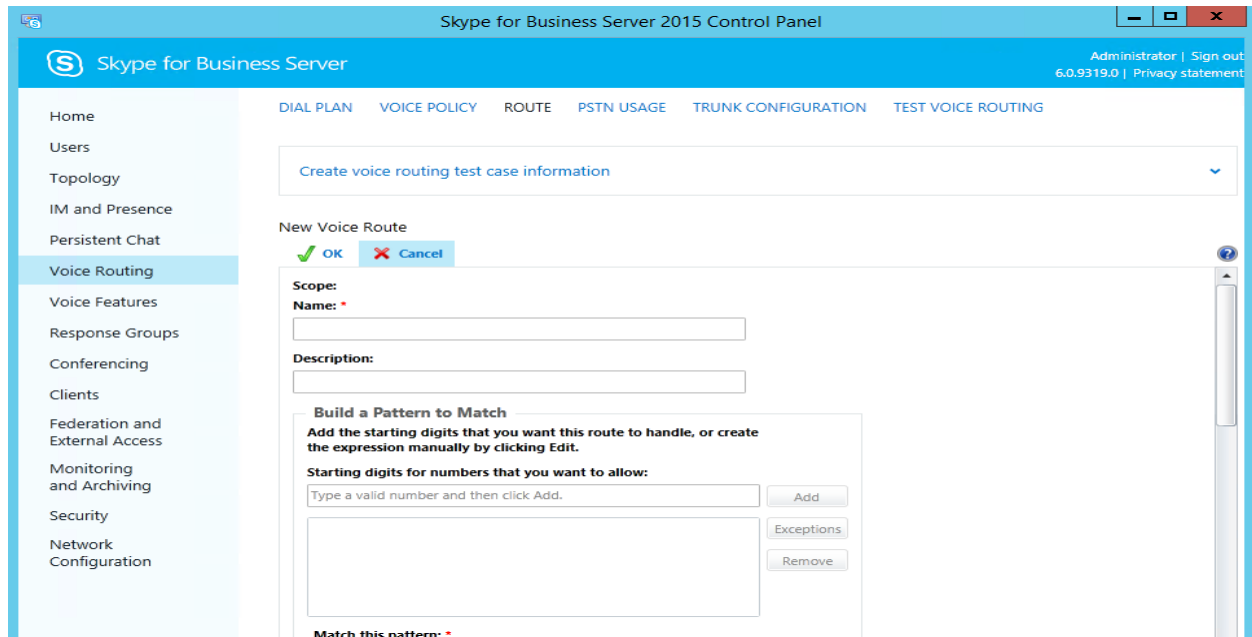 Skype for Business Server 2015 Control Panel
S Skype for Business Server
Administrator | Sign out
6.0.9319.0 | Privacy statement
Home
Users
Topology
IM and Presence
Persistent Chat
Voice Routing
Voice Features
Response Groups
Conferencing
Clients
Federation and
External Access
Monitoring
and Archiving
Security
Network
Configuration
DIAL PLAN VOICE POLICY ROUTE PSTN USAGE TRUNK CONFIGURATION TEST VOICE ROUTING
Create voice routing test case information
New Voice Route
OK Cancel
Scope:
Name: *
Description:
Build a Pattern to Match
Add the starting digits that you want this route to handle, or create
the expression manually by clicking Edit.
Starting digits for numbers that you want to allow:
Type a valid number and then click Add.
Add
Exceptions
Remove
Match this pattern: *